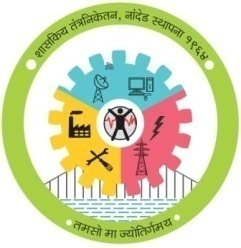 शासकिय तंत्रनिकेतन, नांदेड स्थापना १९६४
तमसो मा ज्योतिर्गमय